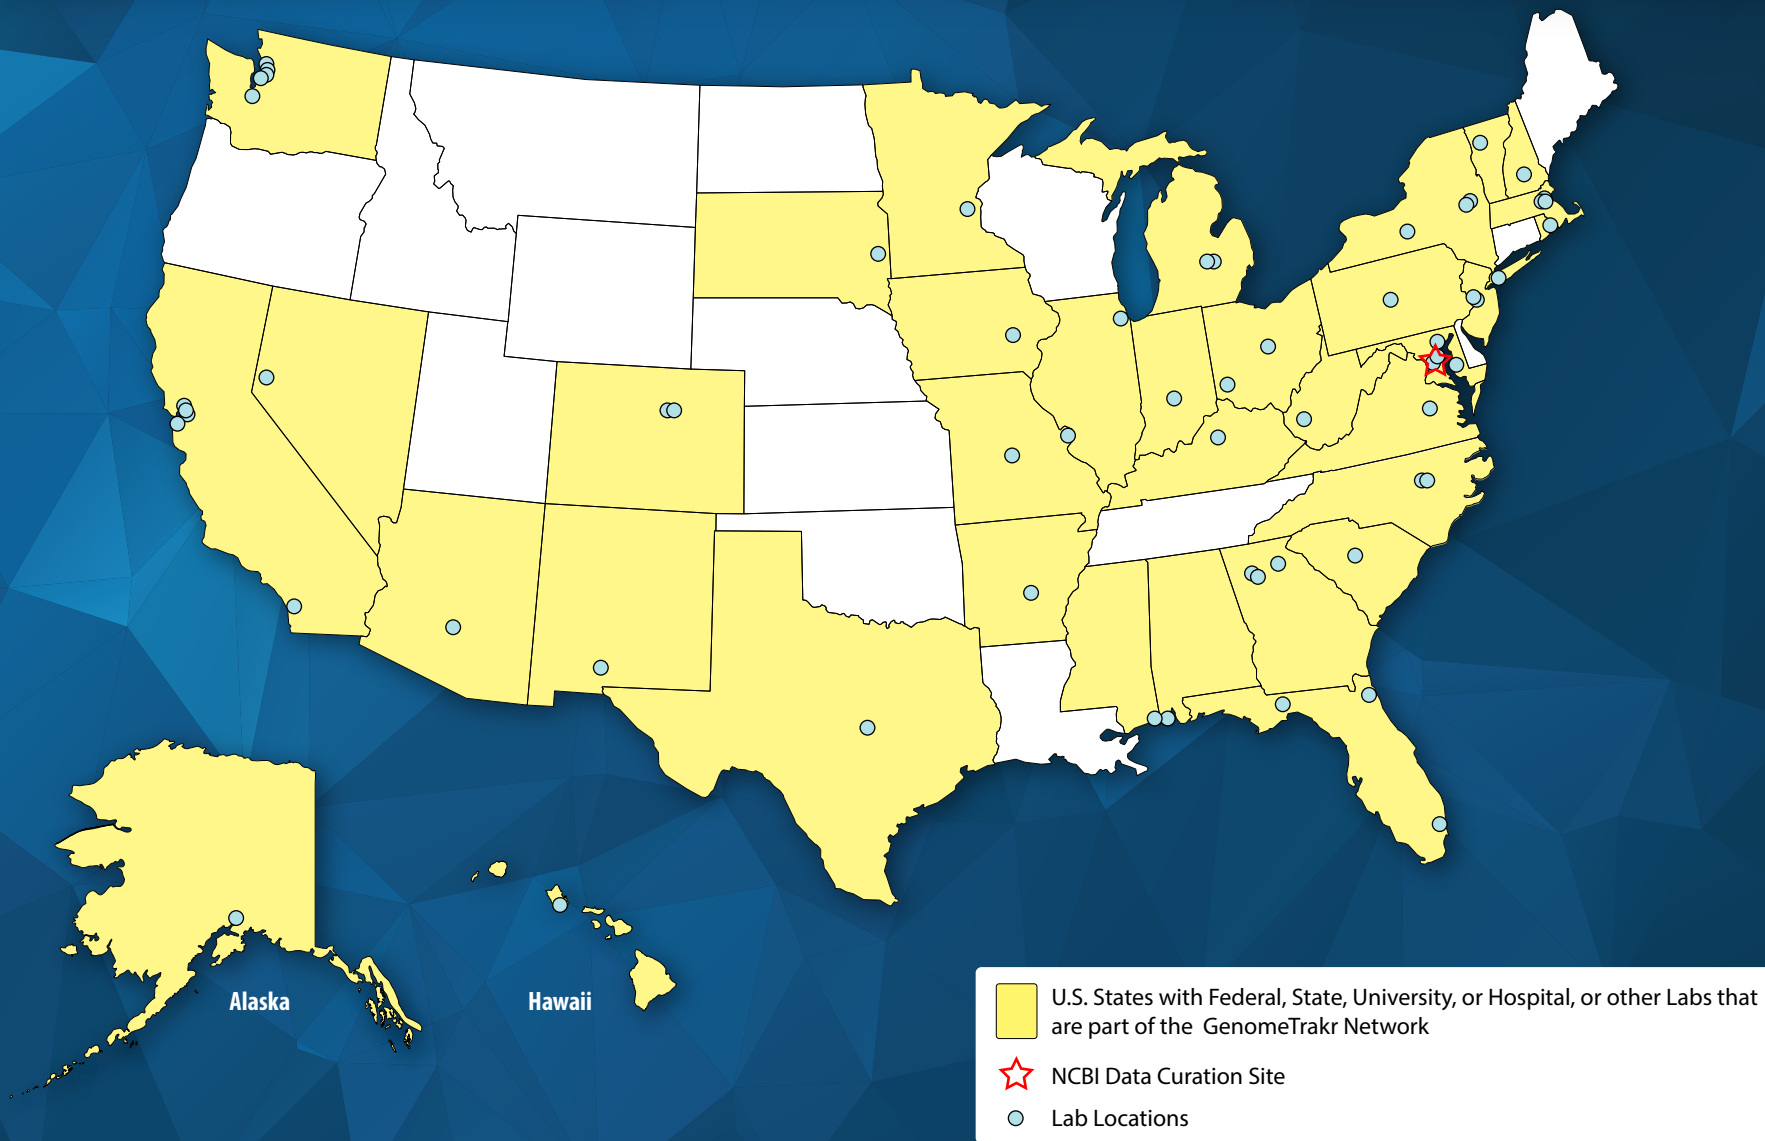 Alaska
Hawaii
U.S. States with Federal, State, University, or Hospital, or other Labs that
are part of the GenomeTrakr Network
NCBI Data Curation Site
Lab Locations